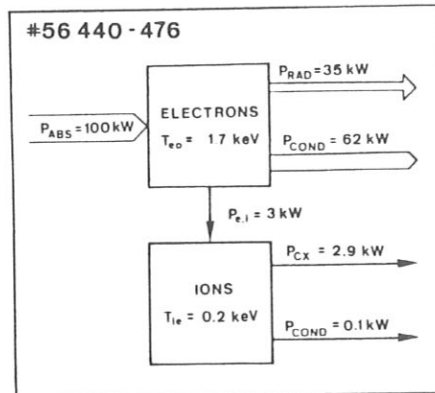 #56 440-476
P_RAD = 35 kW
ELECTRONS
P_ABS = 100 kW
T_eo = 1.7 keV
P_COND = 62 kW
P_e,i = 3 kW
P_CX = 2.9 kW
IONS
T_ie = 0.2 keV
P_COND = 0.1 kW